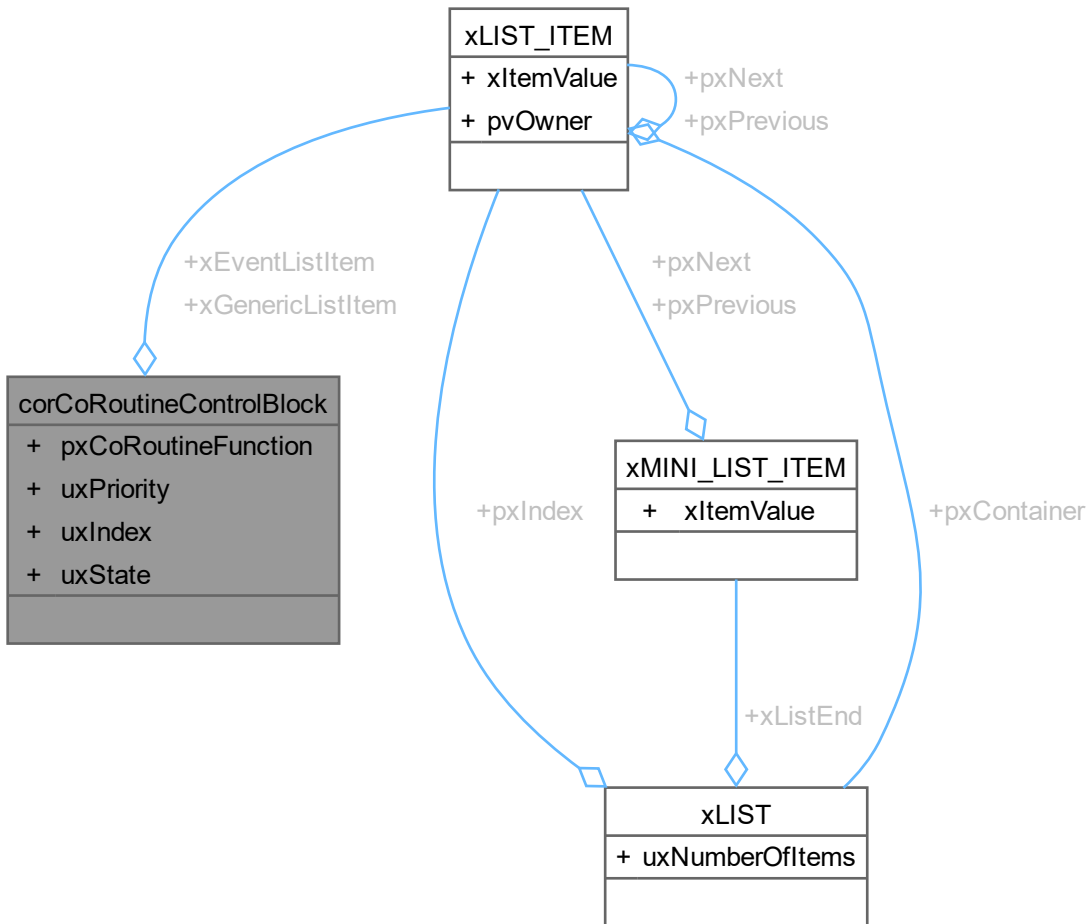 xLIST_ITEM
+ xItemValue
+ pvOwner
+pxNext
+pxPrevious
+xEventListItem
+xGenericListItem
+pxNext
+pxPrevious
corCoRoutineControlBlock
+ pxCoRoutineFunction
+ uxPriority
+ uxIndex
+ uxState
+pxIndex
xMINI_LIST_ITEM
+ xItemValue
+pxContainer
+xListEnd
xLIST
+ uxNumberOfItems